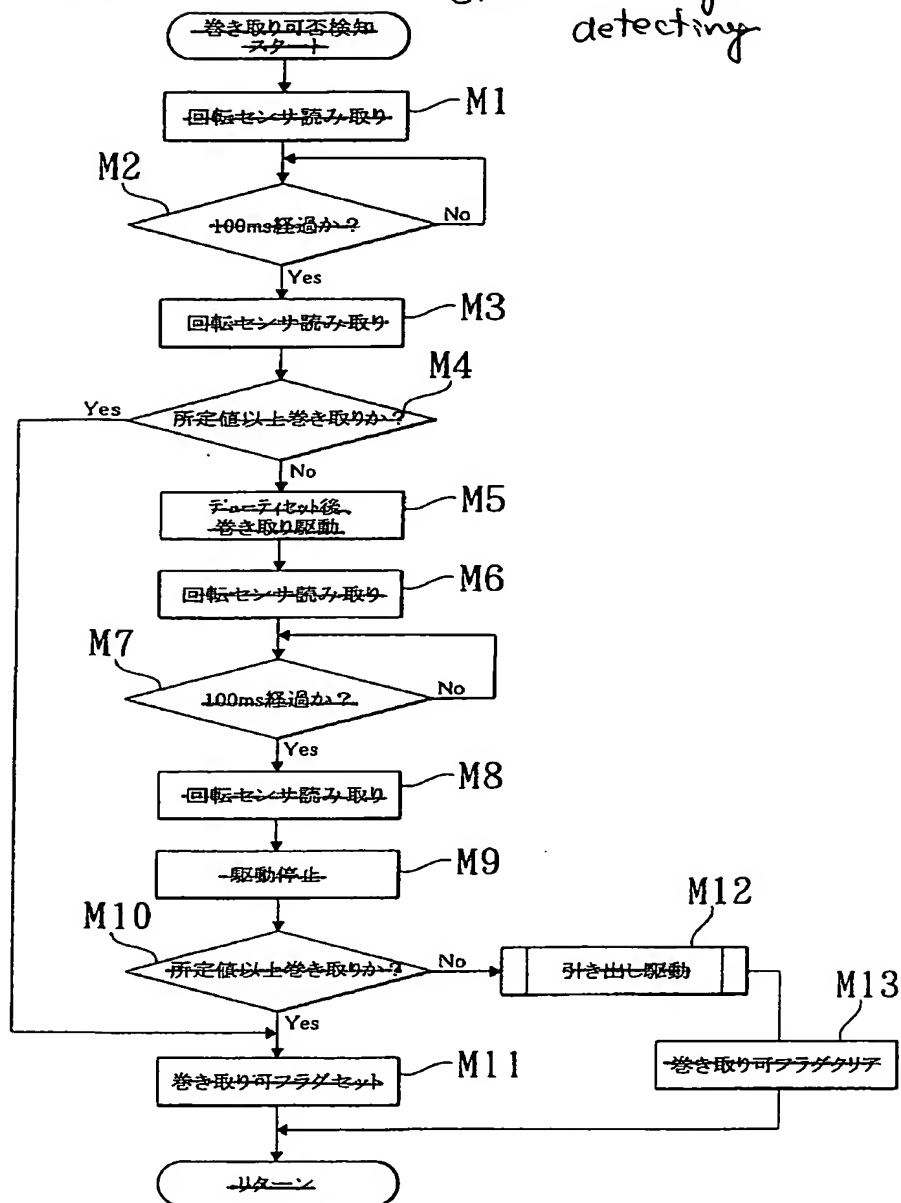 detecting
巻き取り可否検知
スタート
回転センサ読み取り
M1
M2
100ms経過か?
No
Yes
回転センサ読み取り
M3
M4
所定値以上巻き取りか?
Yes
No
デューティセット後、
巻き取り駆動
M5
回転センサ読み取り
M6
M7
100ms経過か?
No
Yes
回転センサ読み取り
M8
駆動停止
M9
M10
所定値以上巻き取りか?
No
Yes
引き出し駆動
M12
M13
巻き取り可フラグクリア
巻き取り可フラグセット
M11
リターン